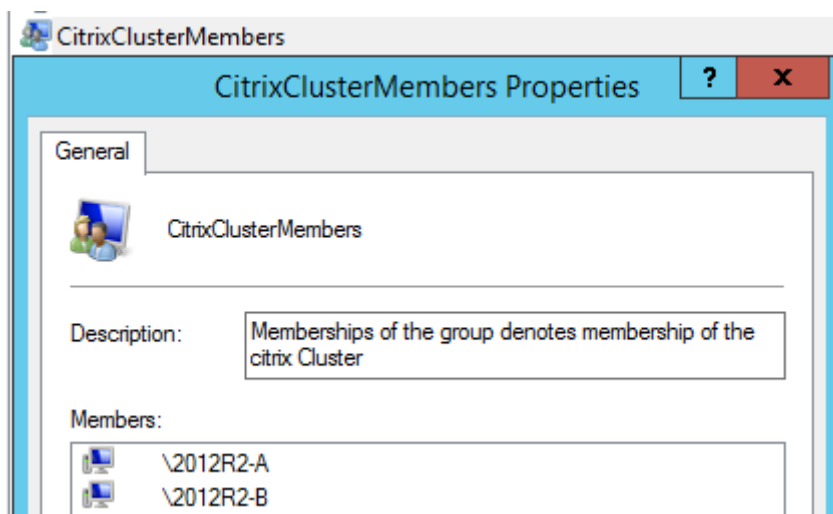 CitrixClusterMembers
CitrixClusterMembers Properties
?
x
General
CitrixClusterMembers
Description:
Memberships of the group denotes membership of the
citrix Cluster
Members:
\2012R2-A
\2012R2-B